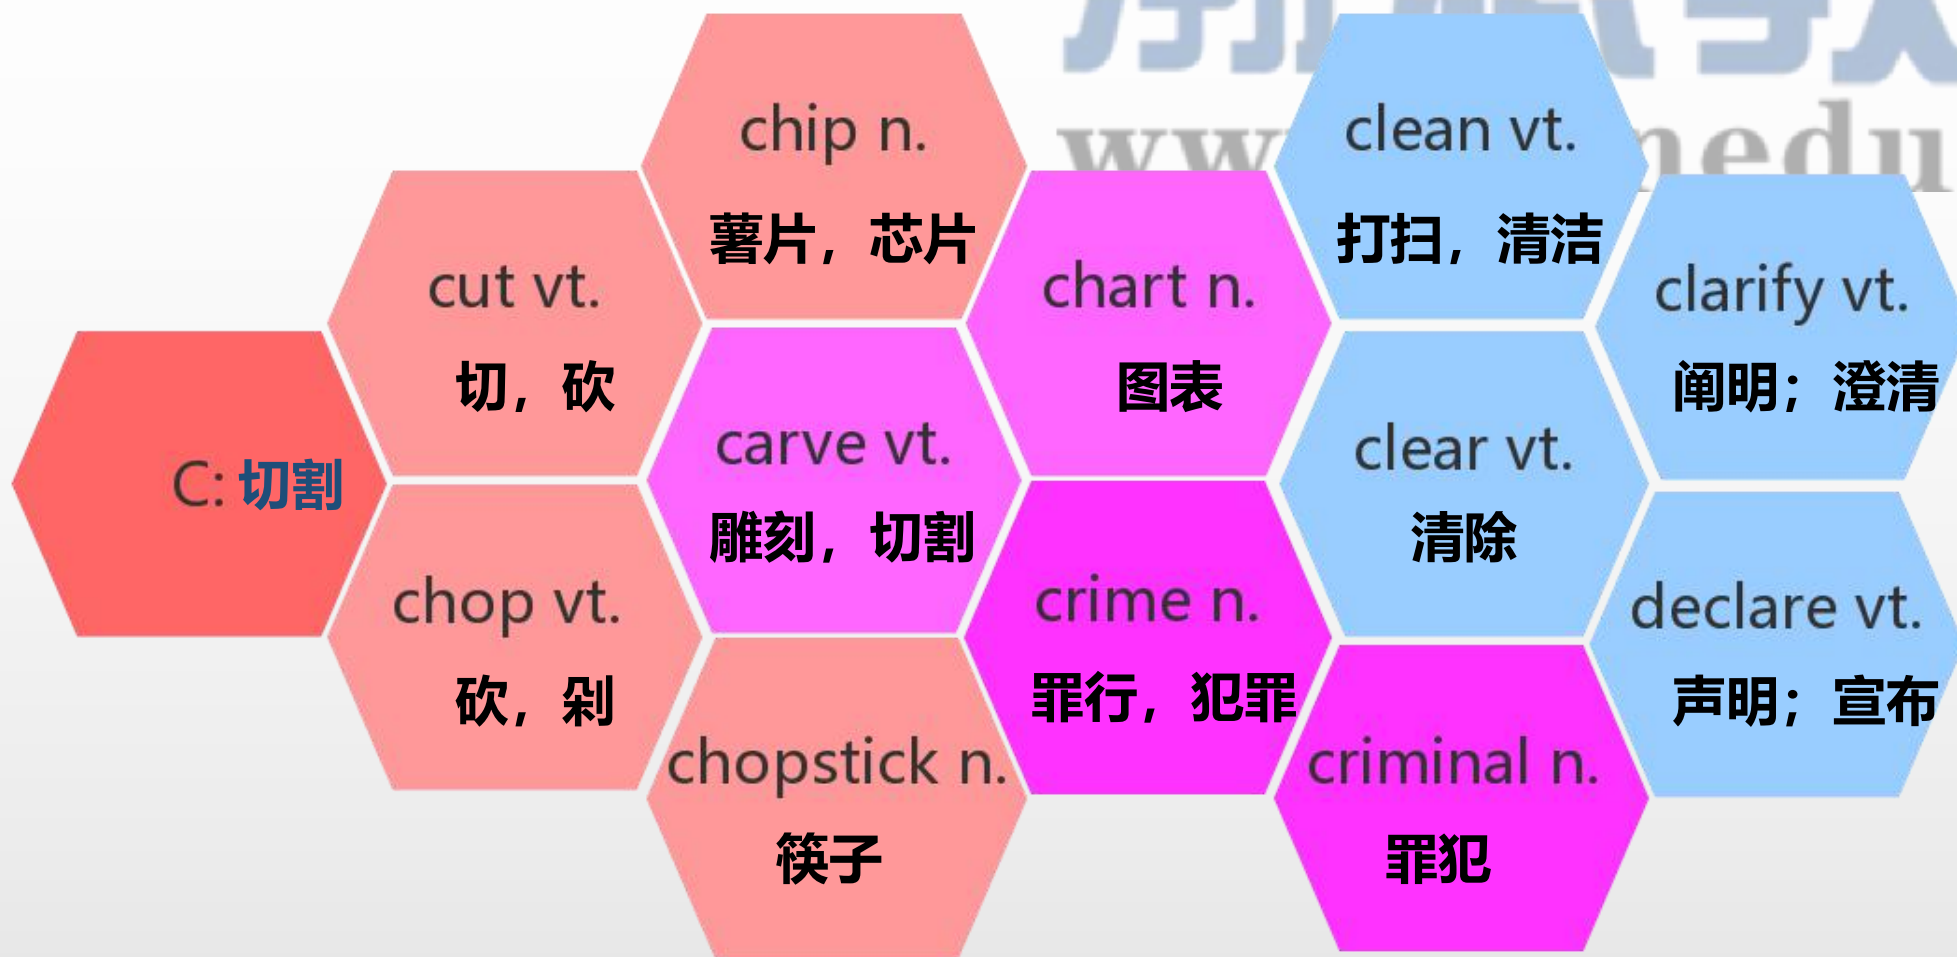 C: 切割
cut vt.
切，砍
chop vt.
砍，剁
chip n.
薯片，芯片
carve vt.
雕刻，切割
chopstick n.
筷子
chart n.
图表
crime n.
罪行，犯罪
clean vt.
打扫，清洁
clear vt.
清除
criminal n.
罪犯
clarify vt.
阐明；澄清
declare vt.
声明；宣布